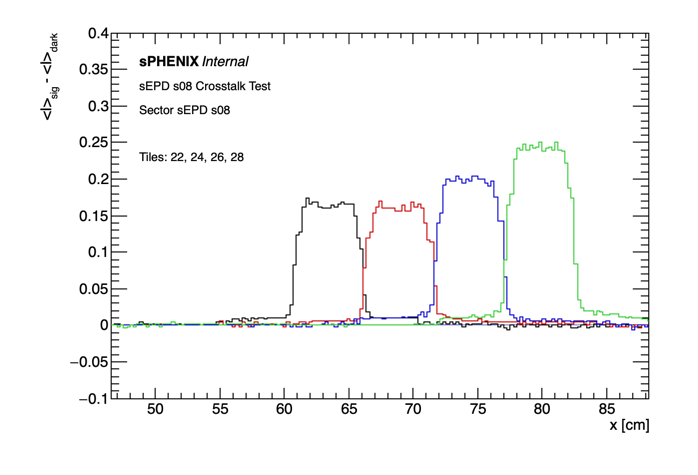 0.4
0.35
0.3
0.25
0.2
0.15
0.1
0.05
0
−0.05
−0.1
<I>sig - <I>dark
sPHENIX Internal
sEPD s08 Crosstalk Test
Sector sEPD s08
Tiles: 22, 24, 26, 28
50 55 60 65 70 75 80 85
x [cm]